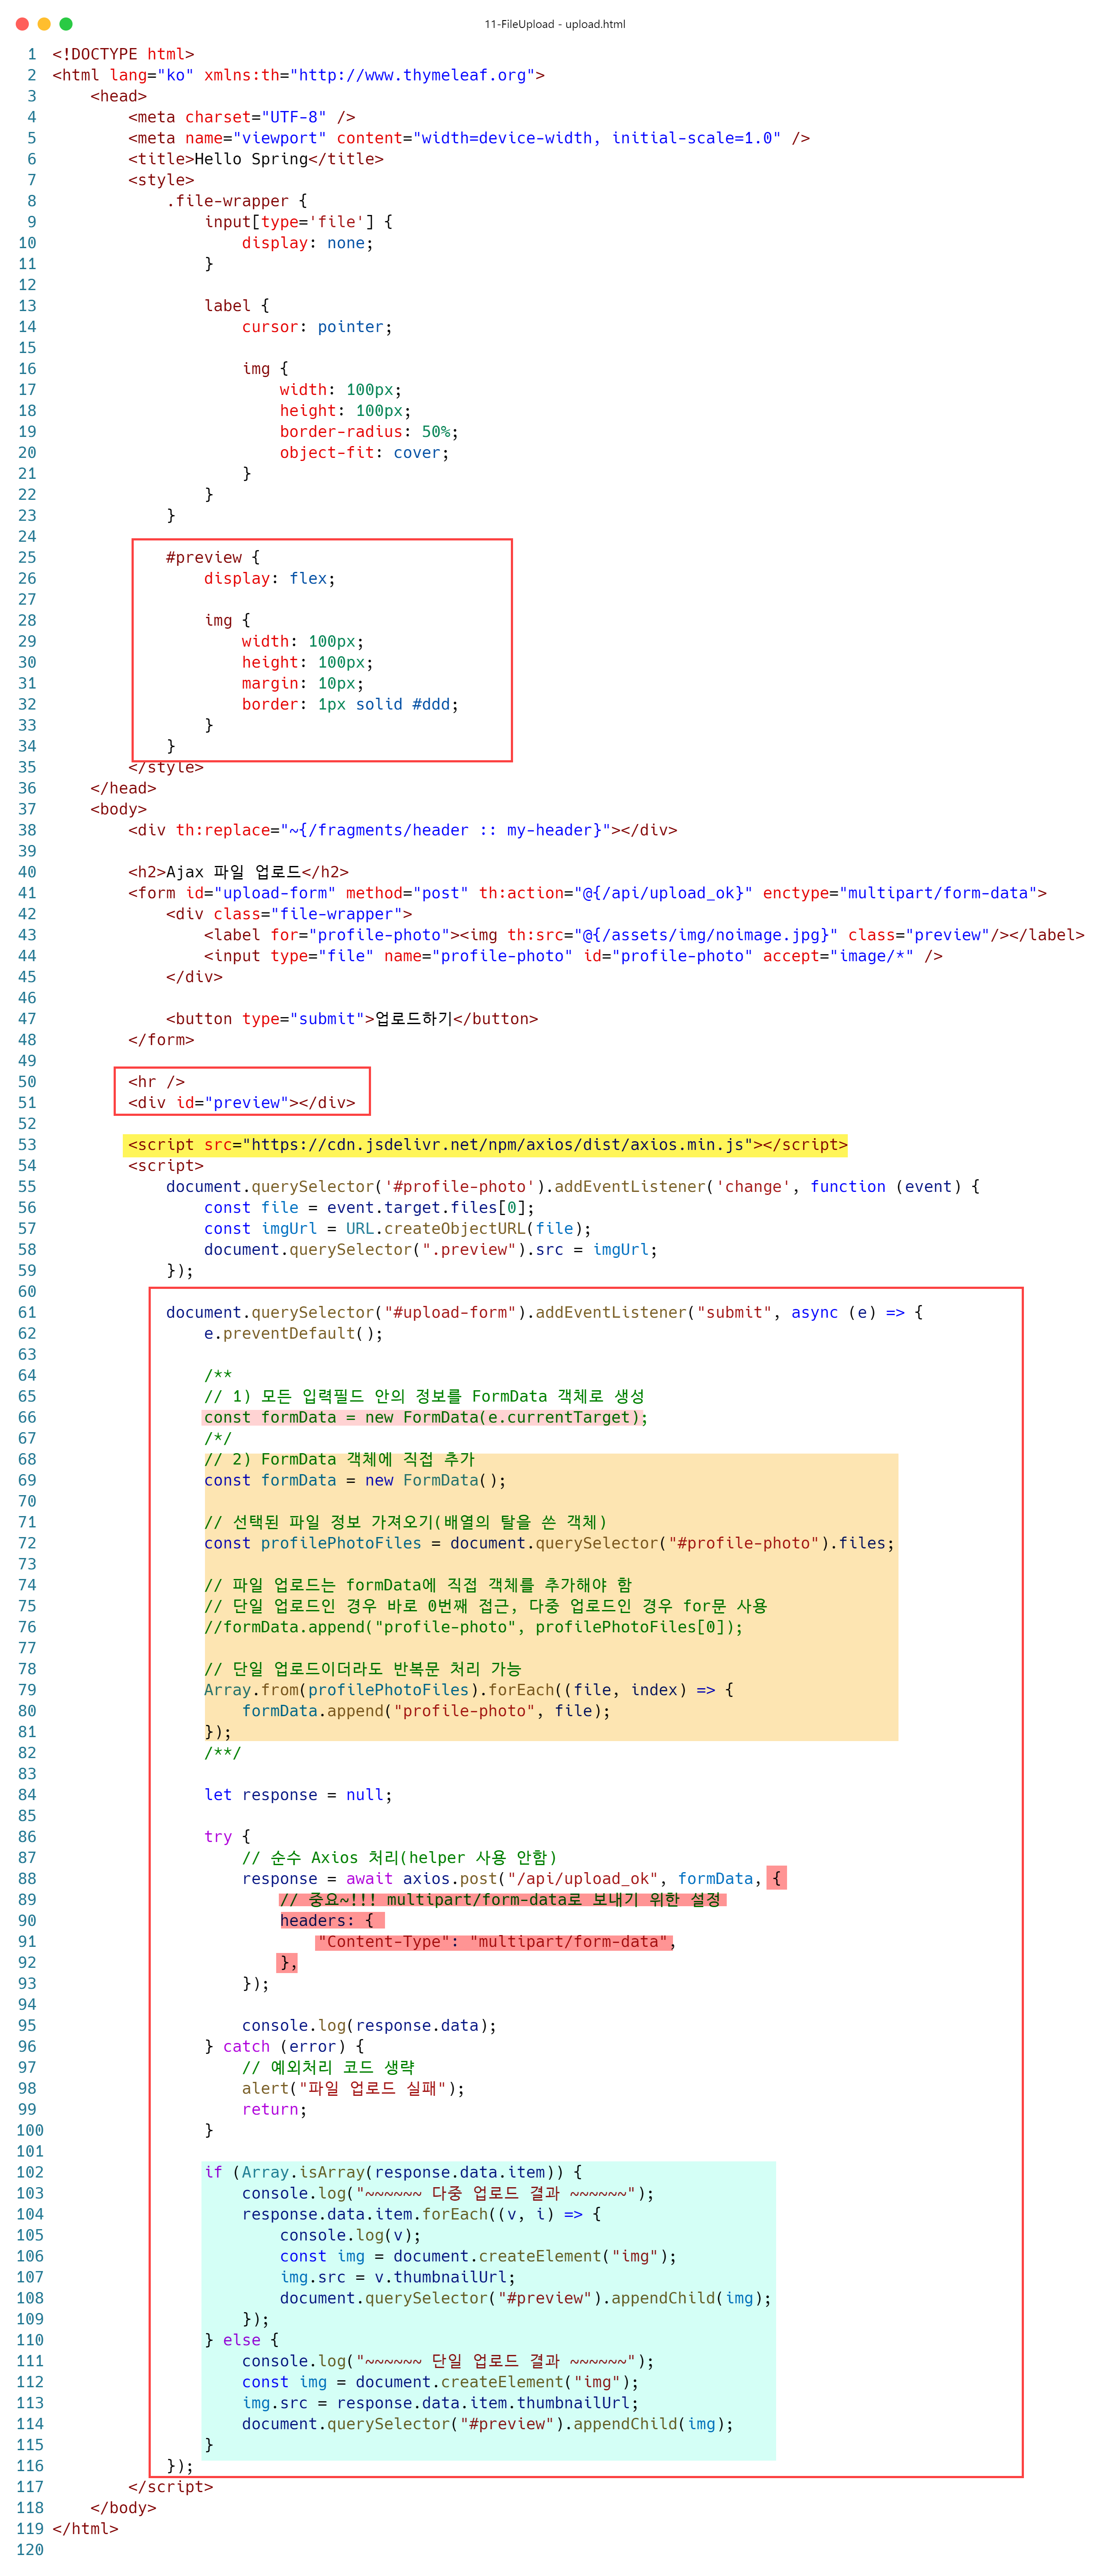 11-FileUpload - upload.html
1 <!DOCTYPE html>
2 <html lang="ko" xmlns:th="http://www.thymeleaf.org">
3     <head>
4         <meta charset="UTF-8" />
5         <meta name="viewport" content="width=device-width, initial-scale=1.0" />
6         <title>Hello Spring</title>
7         <style>
8             .file-wrapper {
9                 input[type='file'] {
10                     display: none;
11                 }
12
13                 label {
14                     cursor: pointer;
15
16                     img {
17                         width: 100px;
18                         height: 100px;
19                         border-radius: 50%;
20                         object-fit: cover;
21                     }
22                 }
23             }
24
25             #preview {
26                 display: flex;
27
28                 img {
29                     width: 100px;
30                     height: 100px;
31                     margin: 10px;
32                     border: 1px solid #ddd;
33                 }
34             }
35         </style>
36     </head>
37     <body>
38         <div th:replace="~{/fragments/header :: my-header}"></div>
39
40         <h2>Ajax 파일 업로드</h2>
41         <form id="upload-form" method="post" th:action="@{/api/upload_ok}" enctype="multipart/form-data">
42             <div class="file-wrapper">
43                 <label for="profile-photo"><img th:src="@{/assets/img/noimage.jpg}" class="preview"/></label>
44                 <input type="file" name="profile-photo" id="profile-photo" accept="image/*" />
45             </div>
46
47             <button type="submit">업로드하기</button>
48         </form>
49
50         <hr />
51         <div id="preview"></div>
52
53         <script src="https://cdn.jsdelivr.net/npm/axios/dist/axios.min.js"></script>
54         <script>
55             document.querySelector('#profile-photo').addEventListener('change', function (event) {
56                 const file = event.target.files[0];
57                 const imgUrl = URL.createObjectURL(file);
58                 document.querySelector(".preview").src = imgUrl;
59             });
60
61             document.querySelector("#upload-form").addEventListener("submit", async (e) => {
62                 e.preventDefault();
63
64                 /**
65                 // 1) 모든 입력필드 안의 정보를 FormData 객체로 생성
66                 const formData = new FormData(e.currentTarget);
67                 /*/
68                 // 2) FormData 객체에 직접 추가
69                 const formData = new FormData();
70
71                 // 선택된 파일 정보 가져오기(배열의 탈을 쓴 객체)
72                 const profilePhotoFiles = document.querySelector("#profile-photo").files;
73
74                 // 파일 업로드는 formData에 직접 객체를 추가해야 함
75                 // 단일 업로드인 경우 바로 0번째 접근, 다중 업로드인 경우 for문 사용
76                 //formData.append("profile-photo", profilePhotoFiles[0]);
77
78                 // 단일 업로드이더라도 반복문 처리 가능
79                 Array.from(profilePhotoFiles).forEach((file, index) => {
80                     formData.append("profile-photo", file);
81                 });
82                 /**/
83
84                 let response = null;
85
86                 try {
87                     // 순수 Axios 처리(helper 사용 안함)
88                     response = await axios.post("/api/upload_ok", formData, {
89                         // 중요~!!! multipart/form-data로 보내기 위한 설정
90                         headers: {
91                             "Content-Type": "multipart/form-data",
92                         },
93                     });
94
95                     console.log(response.data);
96                 } catch (error) {
97                     // 예외처리 코드 생략
98                     alert("파일 업로드 실패");
99                     return;
100                 }
101
102                 if (Array.isArray(response.data.item)) {
103                     console.log("~~~~~~ 다중 업로드 결과 ~~~~~~");
104                     response.data.item.forEach((v, i) => {
105                         console.log(v);
106                         const img = document.createElement("img");
107                         img.src = v.thumbnailUrl;
108                         document.querySelector("#preview").appendChild(img);
109                     });
110                 } else {
111                     console.log("~~~~~~ 단일 업로드 결과 ~~~~~~");
112                     const img = document.createElement("img");
113                     img.src = response.data.item.thumbnailUrl;
114                     document.querySelector("#preview").appendChild(img);
115                 }
116             });
117         </script>
118     </body>
119 </html>
120